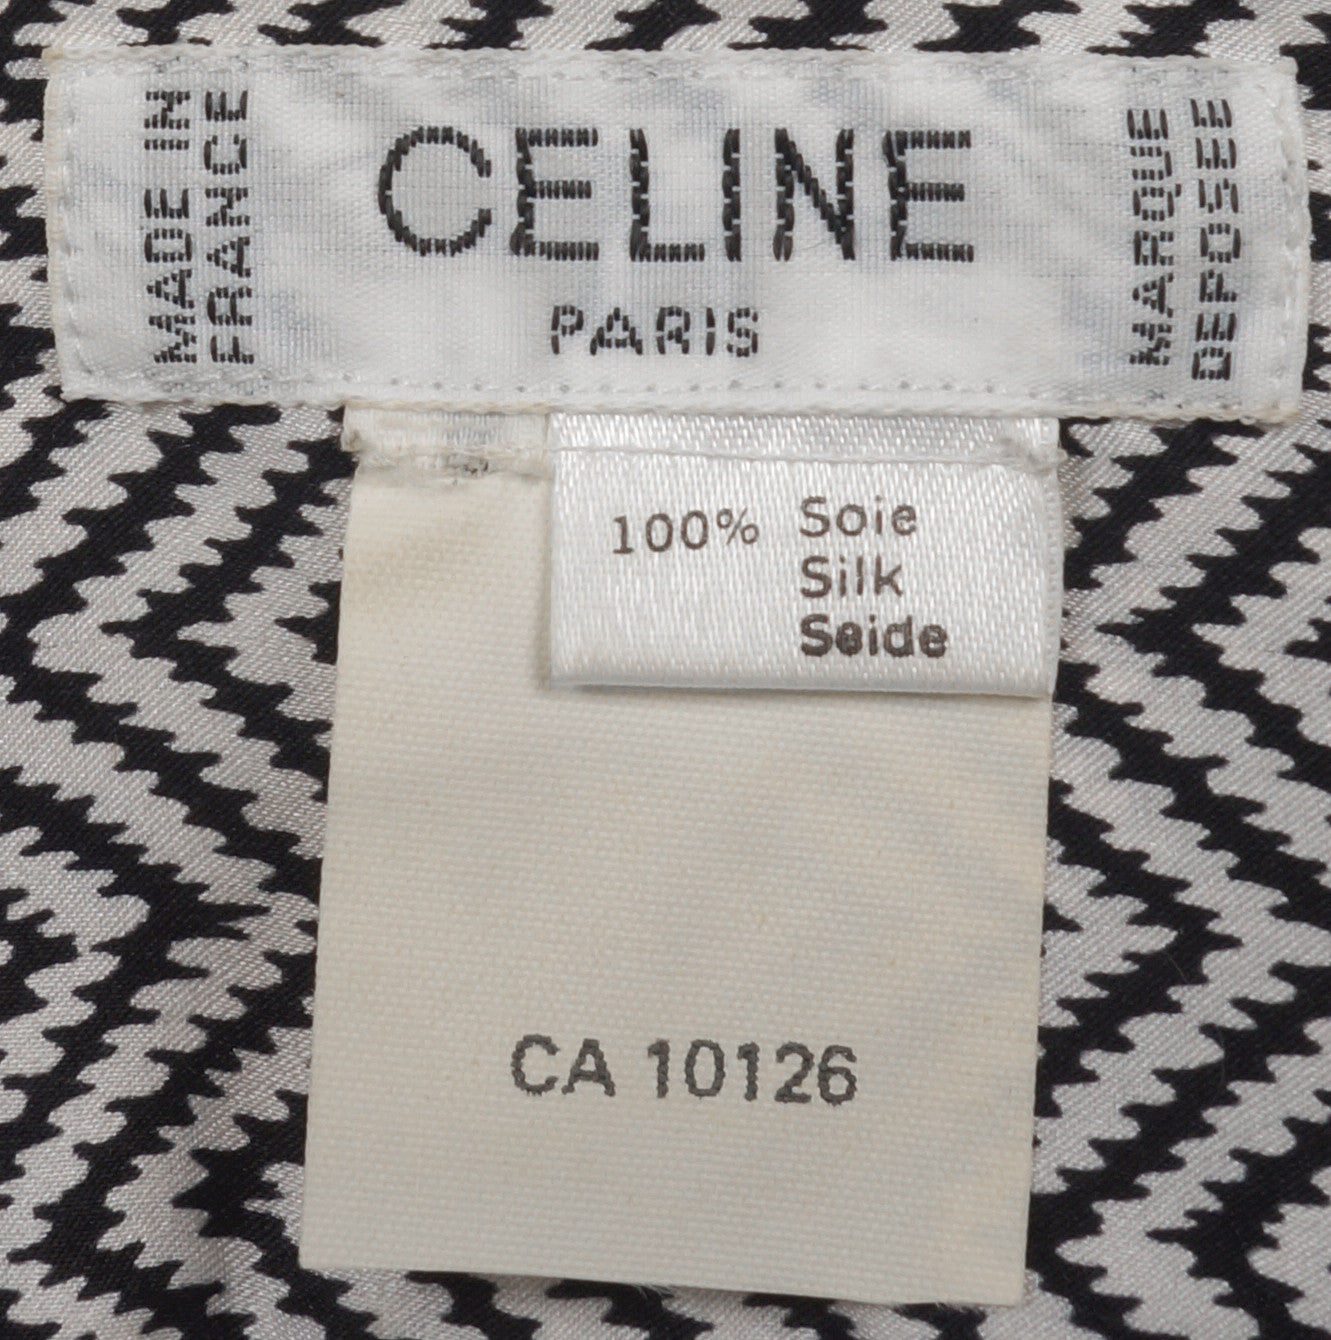 MADE IN
FRANCE
CELINE
PARIS
MARQUE
DEPOSEE
100% Soie
Silk
Seide
CA 10126